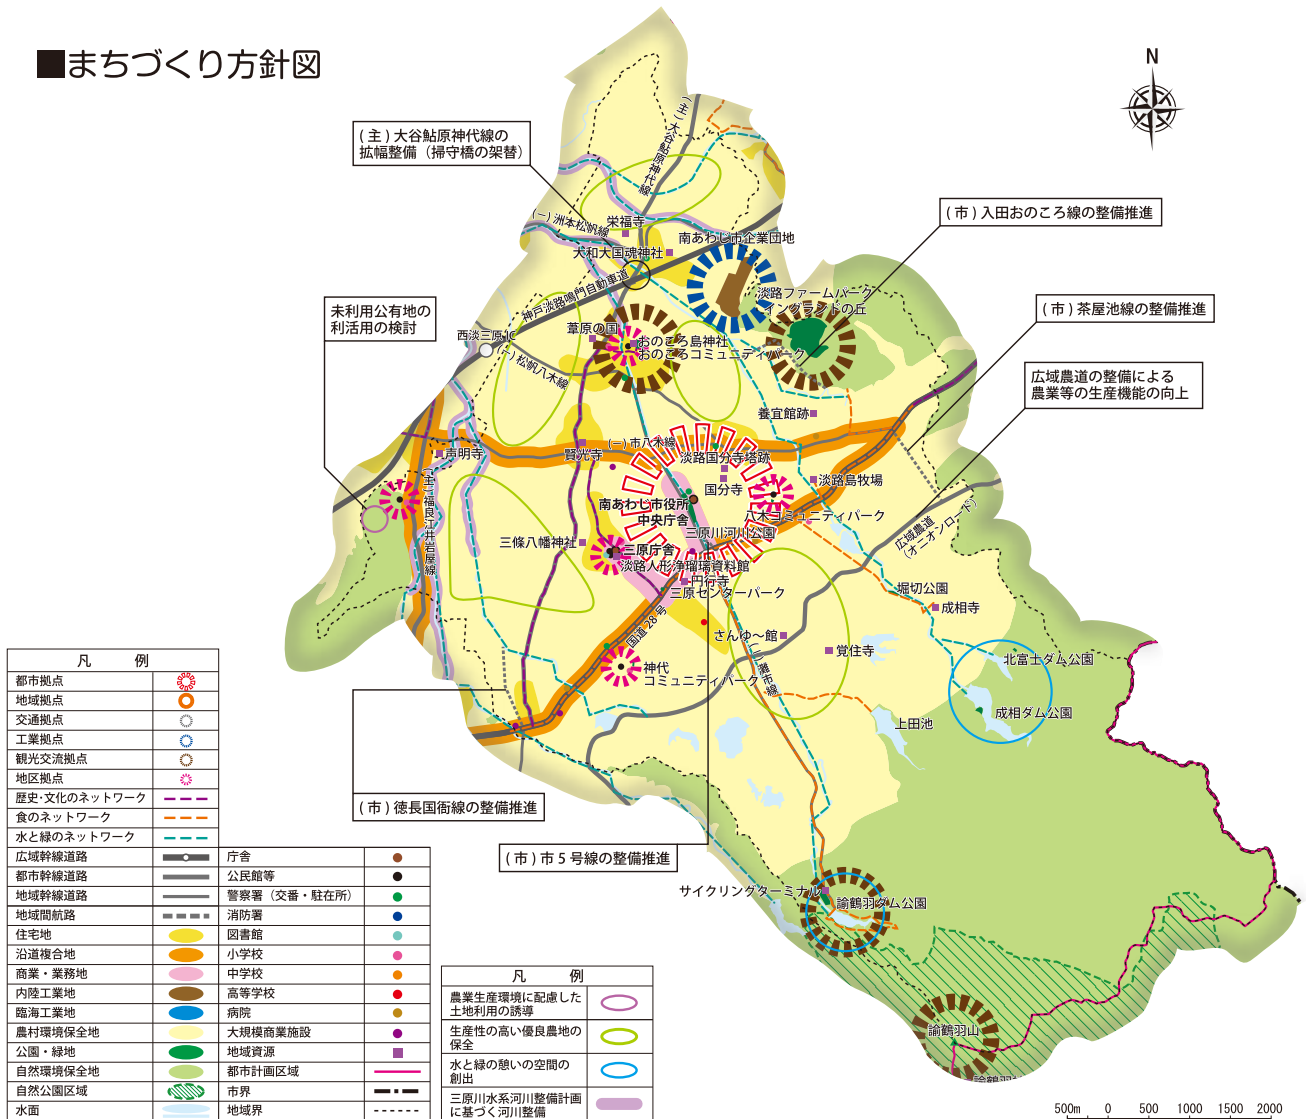 ■まちづくり方針図
N
(主)大谷鮎原神代線の
拡幅整備（掃守橋の架替）
(主)大谷鮎原神代線
(市)入田おのころ線の整備推進
(一)洲本松帆線
栄福寺
南あわじ市企業団地
大和大国魂神社
神戸淡路鳴門自動車道
淡路ファームパーク
イングランドの丘
未利用公有地の
利活用の検討
(市)茶屋池線の整備推進
西淡三原IC
葦原の国
おのころ島神社
おのころコミュニティパーク
(一)松帆八木線
広域農道の整備による
農業等の生産機能の向上
養宜館跡
(一)市八木線
声明寺
賢光寺
淡路国分寺塔跡
国分寺
淡路島牧場
(主)福良江井岩屋線
南あわじ市役所
中央庁舎
八木コミュニティパーク
三原川河川公園
広域農道
(オニオンロード)
三條八幡神社
三原庁舎
淡路人形浄瑠璃資料館
円行寺
三原センターパーク
堀切公園
成相寺
国道28号
さんゆ～館
覚住寺
北富士ダム公園
神代
コミュニティパーク
(一)灘市線
成相ダム公園
上田池
(市)徳長国衙線の整備推進
(市)市5号線の整備推進
サイクリングターミナル
諭鶴羽ダム公園
諭鶴羽山
凡　例
都市拠点
地域拠点
交通拠点
工業拠点
観光交流拠点
地区拠点
歴史・文化のネットワーク
食のネットワーク
水と緑のネットワーク
広域幹線道路
都市幹線道路
地域幹線道路
地域間航路
住宅地
沿道複合地
商業・業務地
内陸工業地
臨海工業地
農村環境保全地
公園・緑地
自然環境保全地
自然公園区域
水面
庁舎
公民館等
警察署（交番・駐在所）
消防署
図書館
小学校
中学校
高等学校
病院
大規模商業施設
地域資源
都市計画区域
市界
地域界
凡　例
農業生産環境に配慮した
土地利用の誘導
生産性の高い優良農地の
保全
水と緑の憩いの空間の
創出
三原川水系河川整備計画
に基づく河川整備
500m 0 500 1000 1500 2000